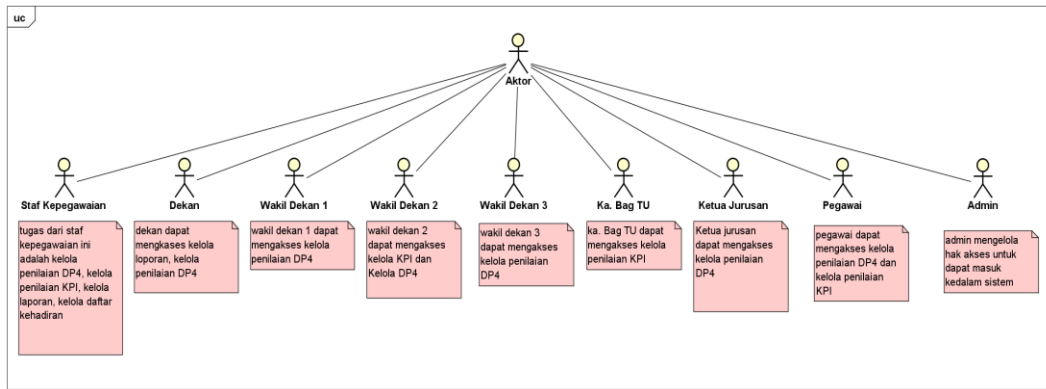 uc
Aktor
Staf Kepegawaian
Dekan
Wakil Dekan 1
Wakil Dekan 2
Wakil Dekan 3
Ka. Bag TU
Ketua Jurusan
Pegawai
Admin
tugas dari staf
kepegawaian ini
adalah kelola
penilaian DP4, kelola
penilaian KPI, kelola
laporan, kelola daftar
kehadiran
dekan dapat
mengkases kelola
loporan, kelola
penilaian DP4
wakil dekan 1 dapat
mengakses kelola
penilaian DP4
wakil dekan 2
dapat mengakses
kelola KPI dan
Kelola DP4
wakil dekan 3
dapat mengakses
kelola penilaian
DP4
ka. Bag TU dapat
mengakses kelola
penilaian KPI
Ketua jurusan
dapat mengakses
kelola penilaian
DP4
pegawai dapat
mengakses kelola
penilaian DP4 dan
kelola penilaian
KPI
admin mengelola
hak akses untuk
dapat masuk
kedalam sistem